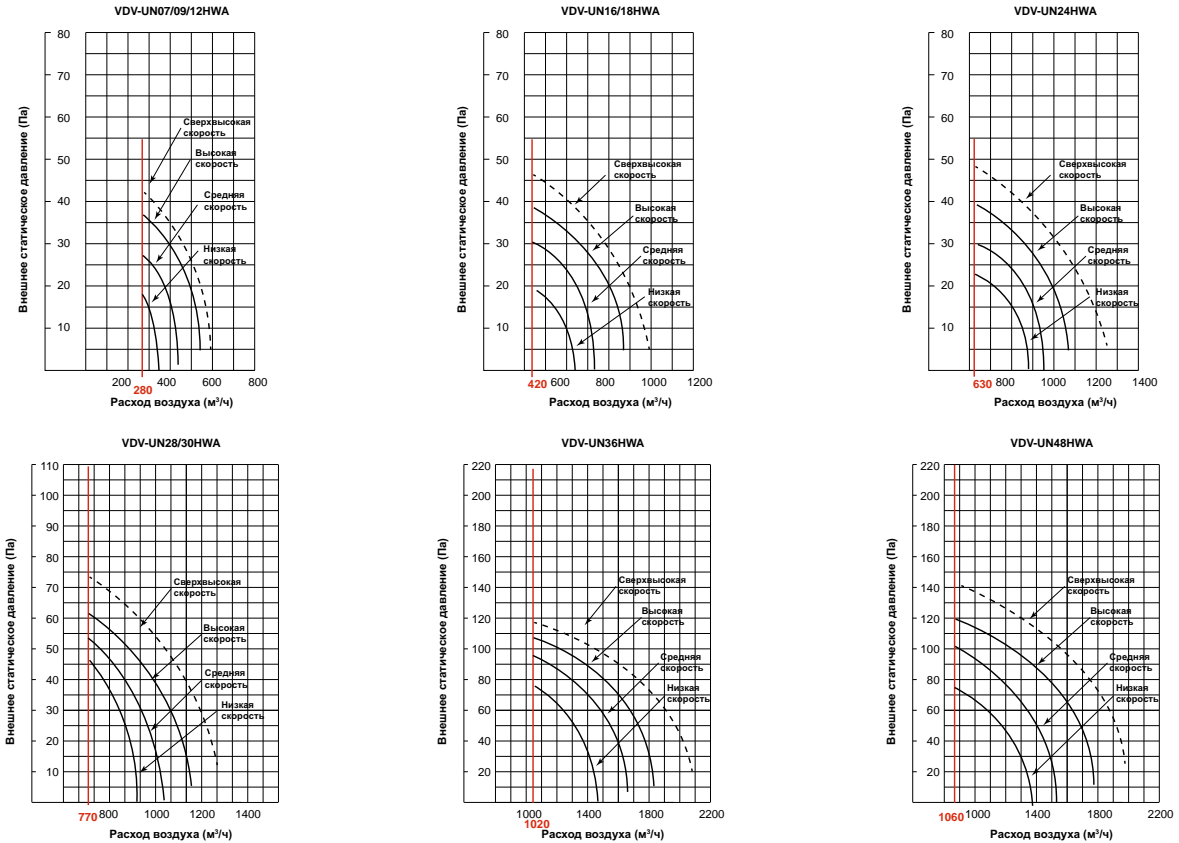 VDV-UN07/09/12HWA
Внешнее статическое давление (Па)
80
70
60
50
40
30
20
10
Сверхвысокая
скорость
Высокая
скорость
Средняя
скорость
Низкая
скорость
200
280
400
600
800
Расход воздуха (м³/ч)
VDV-UN16/18HWA
Внешнее статическое давление (Па)
80
70
60
50
40
30
20
10
Сверхвысокая
скорость
Высокая
скорость
Средняя
скорость
Низкая
скорость
420
600
800
1000
1200
Расход воздуха (м³/ч)
VDV-UN24HWA
Внешнее статическое давление (Па)
80
70
60
50
40
30
20
10
Сверхвысокая
скорость
Высокая
скорость
Средняя
скорость
Низкая
скорость
630
800
1000
1200
1400
Расход воздуха (м³/ч)
VDV-UN28/30HWA
Внешнее статическое давление (Па)
110
100
90
80
70
60
50
40
30
20
10
Сверхвысокая
скорость
Высокая
скорость
Средняя
скорость
Низкая
скорость
770
800
1000
1200
1400
Расход воздуха (м³/ч)
VDV-UN36HWA
Внешнее статическое давление (Па)
220
200
180
160
140
120
100
80
60
40
20
Сверхвысокая
скорость
Высокая
скорость
Средняя
скорость
Низкая
скорость
1000
1020
1400
1800
2200
Расход воздуха (м³/ч)
VDV-UN48HWA
Внешнее статическое давление (Па)
220
200
180
160
140
120
100
80
60
40
20
Сверхвысокая
скорость
Высокая
скорость
Средняя
скорость
Низкая
скорость
1060
1000
1400
1800
2200
Расход воздуха (м³/ч)